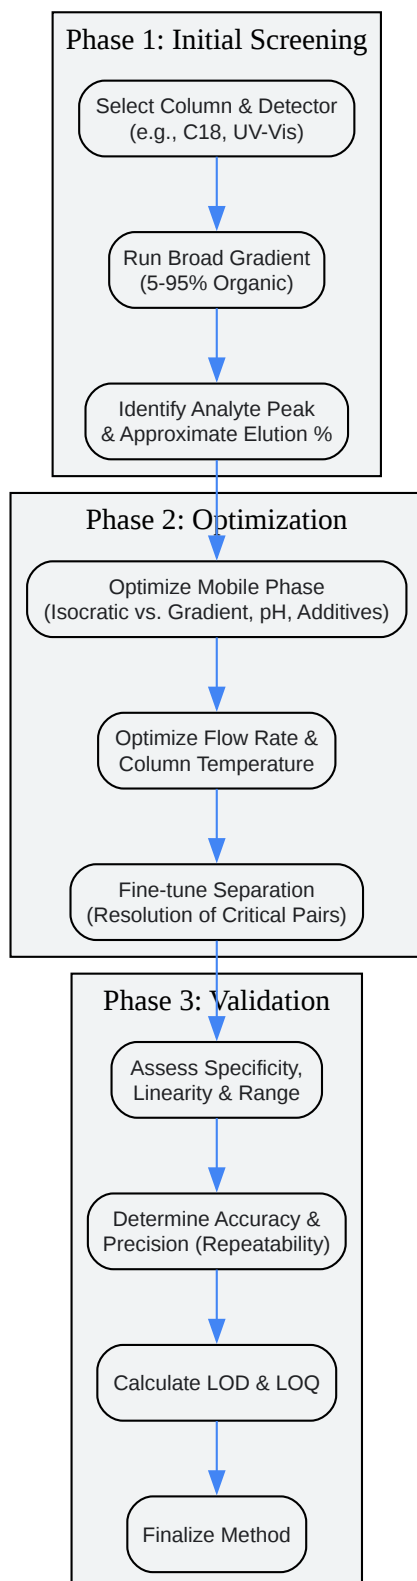 Phase 1: Initial Screening
Select Column & Detector
(e.g., C18, UV-Vis)
Run Broad Gradient
(5-95% Organic)
Identify Analyte Peak
& Approximate Elution %
Phase 2: Optimization
Optimize Mobile Phase
(Isocratic vs. Gradient, pH, Additives)
Optimize Flow Rate &
Column Temperature
Fine-tune Separation
(Resolution of Critical Pairs)
Phase 3: Validation
Assess Specificity,
Linearity & Range
Determine Accuracy &
Precision (Repeatability)
Calculate LOD & LOQ
Finalize Method